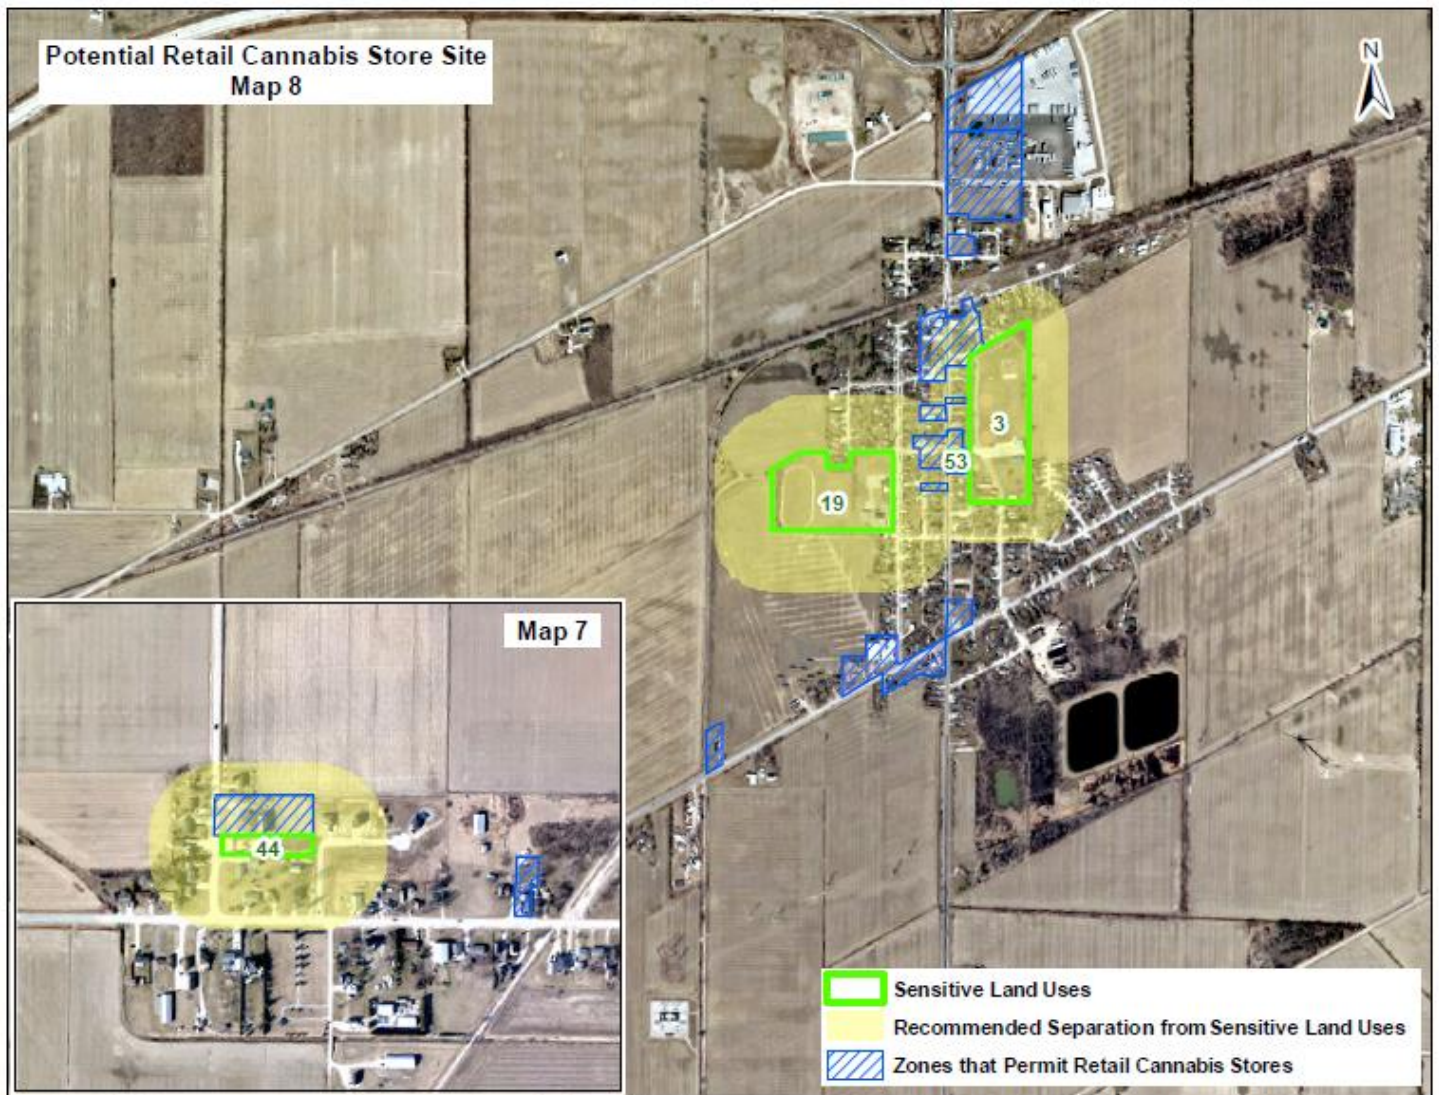 Potential Retail Cannabis Store Site
Map 8
N
3
53
19
Map 7
44
Sensitive Land Uses
Recommended Separation from Sensitive Land Uses
Zones that Permit Retail Cannabis Stores